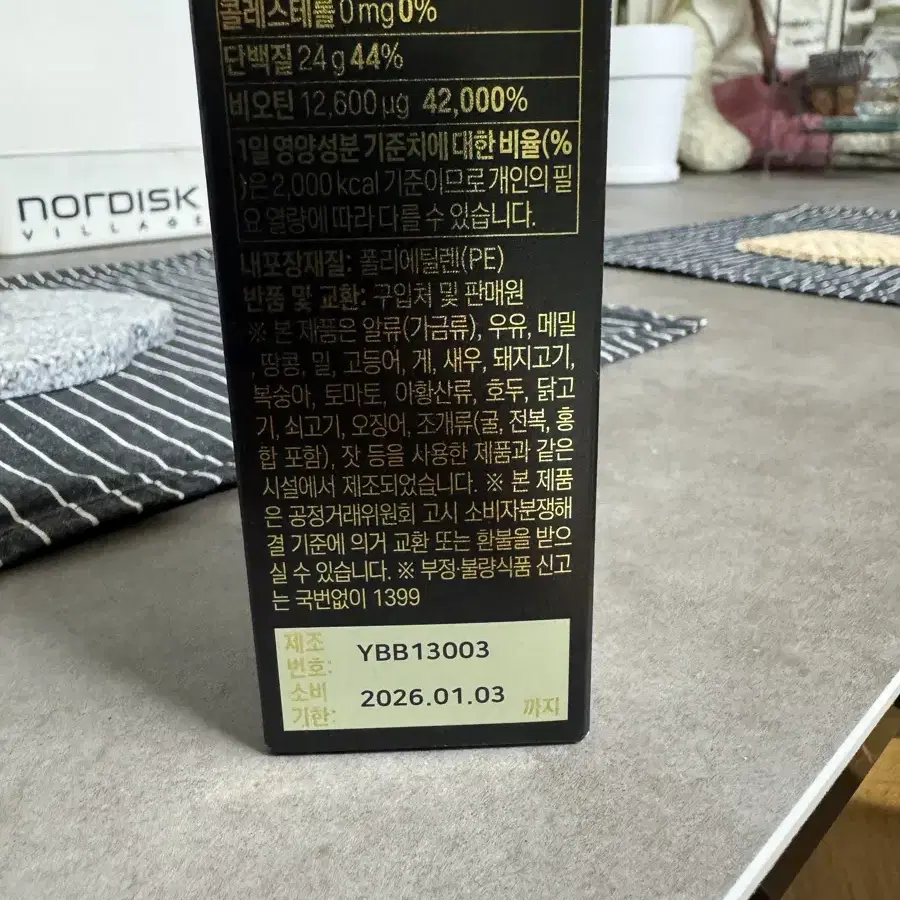 콜레스테롤 0 mg 0%
단백질 24 g 44%
비오틴 12,600 µg 42,000%
1일 영양성분 기준치에 대한 비율(%
)은 2,000 kcal 기준이므로 개인의 필
요 열량에 따라 다를 수 있습니다.
내포장재질: 폴리에틸렌(PE)
반품 및 교환: 구입처 및 판매원
※ 본 제품은 알류(가금류), 우유, 메밀
, 땅콩, 밀, 고등어, 게, 새우, 돼지고기,
복숭아, 토마토, 아황산류, 호두, 닭고
기, 쇠고기, 오징어, 조개류(굴, 전복, 홍
합 포함), 잣 등을 사용한 제품과 같은
시설에서 제조되었습니다. ※ 본 제품
은 공정거래위원회 고시 소비자분쟁해
결 기준에 의거 교환 또는 환불을 받으
실 수 있습니다. ※ 부정·불량식품 신고
는 국번없이 1399
제조
번호: YBB13003
소비
기한: 2026.01.03 까지
nordisk
VILLAGE